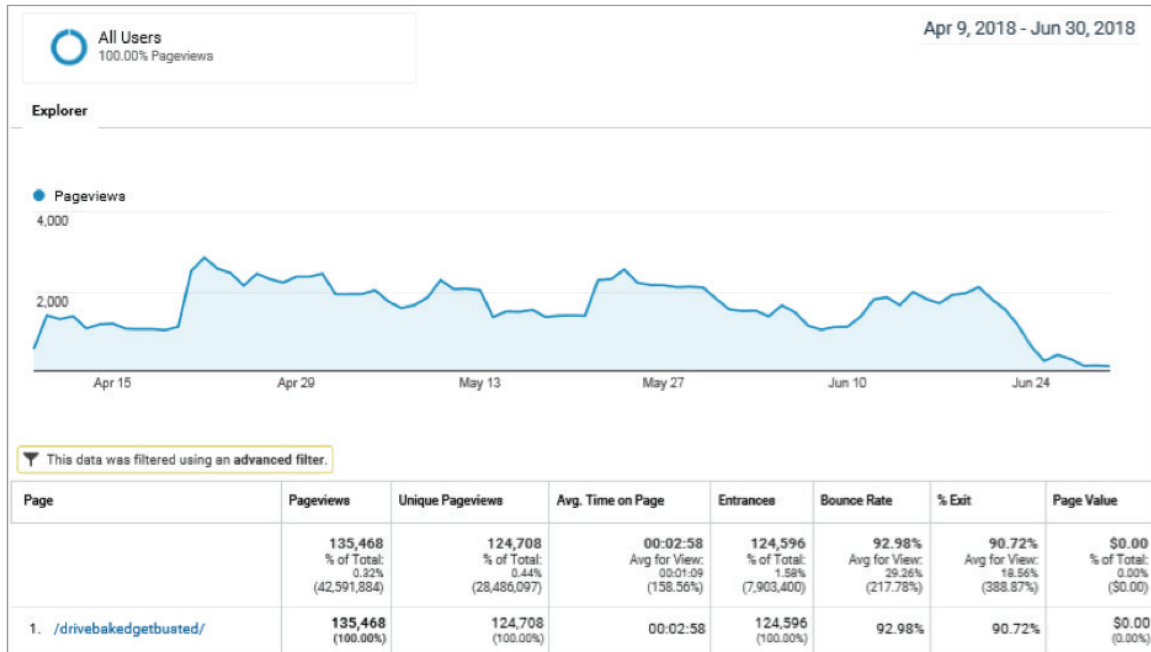 All Users
100.00% Pageviews
Apr 9, 2018 - Jun 30, 2018
Explorer
Pageviews
4,000
2,000
Apr 15 Apr 29 May 13 May 27 Jun 10 Jun 24
This data was filtered using an advanced filter.
Page Pageviews Unique Pageviews Avg. Time on Page Entrances Bounce Rate % Exit Page Value
135,468 124,708 00:02:58 124,596 92.98% 90.72% $0.00
% of Total: % of Total: Avg for View: % of Total: Avg for View: Avg for View: % of Total:
0.32% 0.44% 00:01:09 1.58% 29.26% 18.56% 0.00%
(42,591,884) (28,486,097) (158.56%) (7,903,400) (217.78%) (388.87%) ($0.00)
1. /drivebakedgetbusted/ 135,468 124,708 00:02:58 124,596 92.98% 90.72% $0.00
(100.00%) (100.00%) (100.00%) (0.00%)